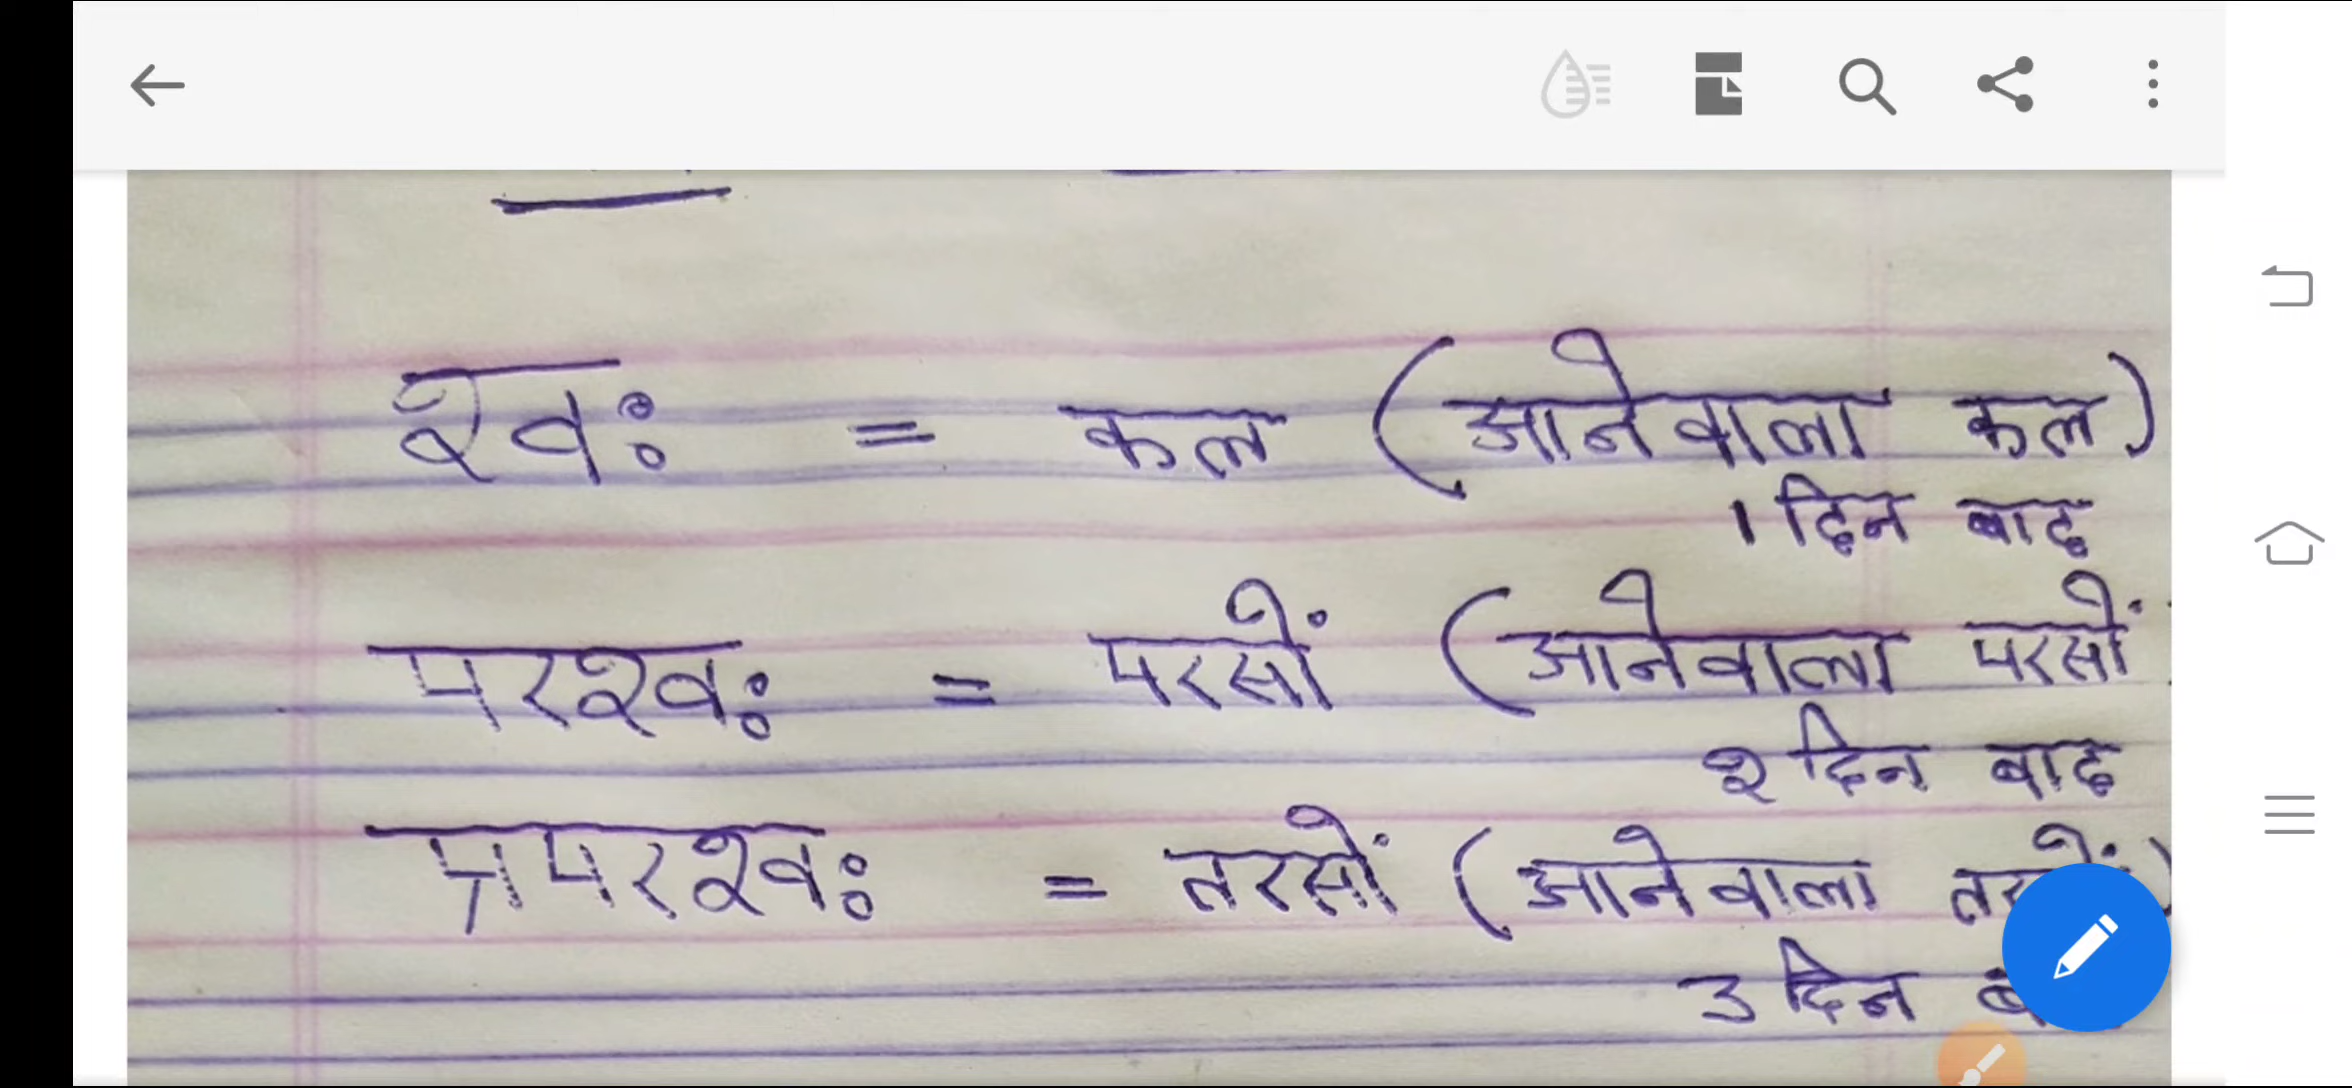 श्वः = कल (आनेवाला कल)
1 दिन बाद
परश्वः = परसों (आनेवाला परसों
2 दिन बाद
प्रपरश्वः = तरसों (आनेवाला
3 दिन